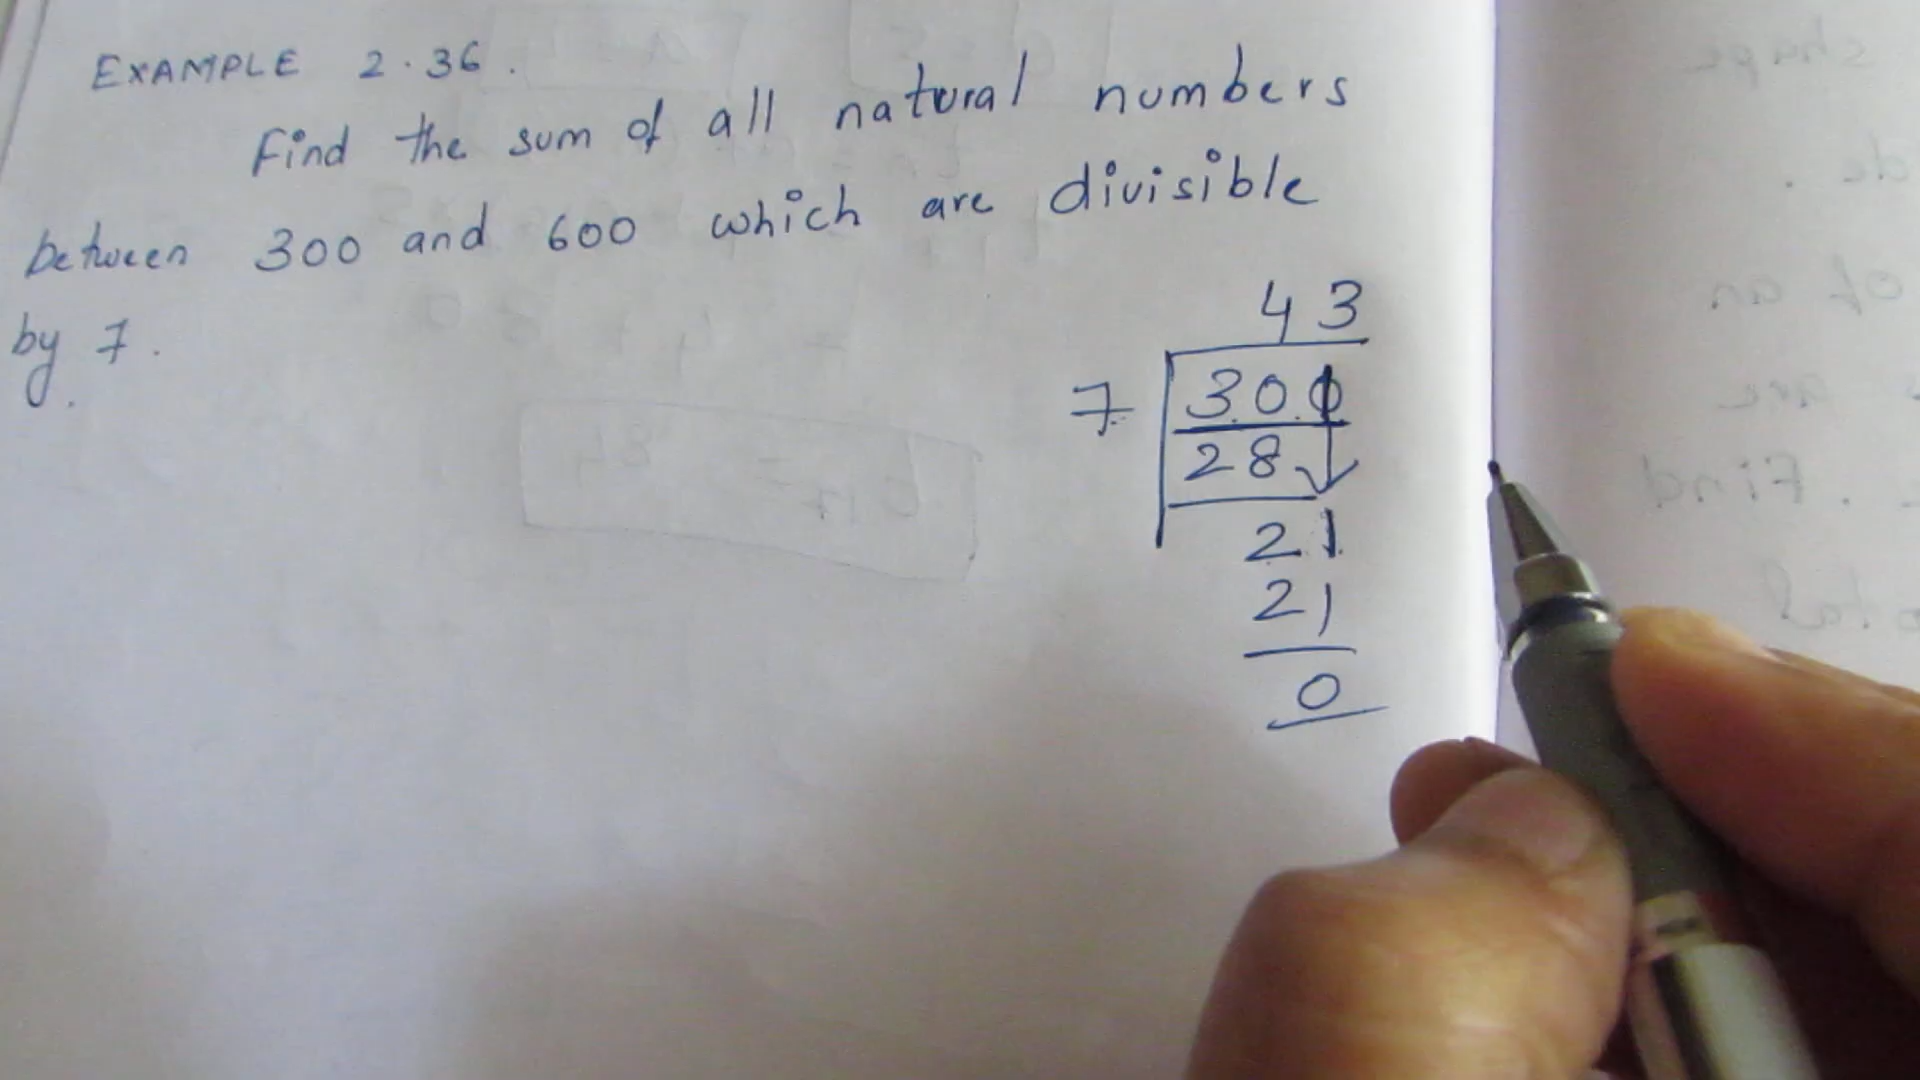 EXAMPLE 2.36.
Find the sum of all natural numbers
between 300 and 600 which are divisible
by 7.
43
7 301
28
21
21
0